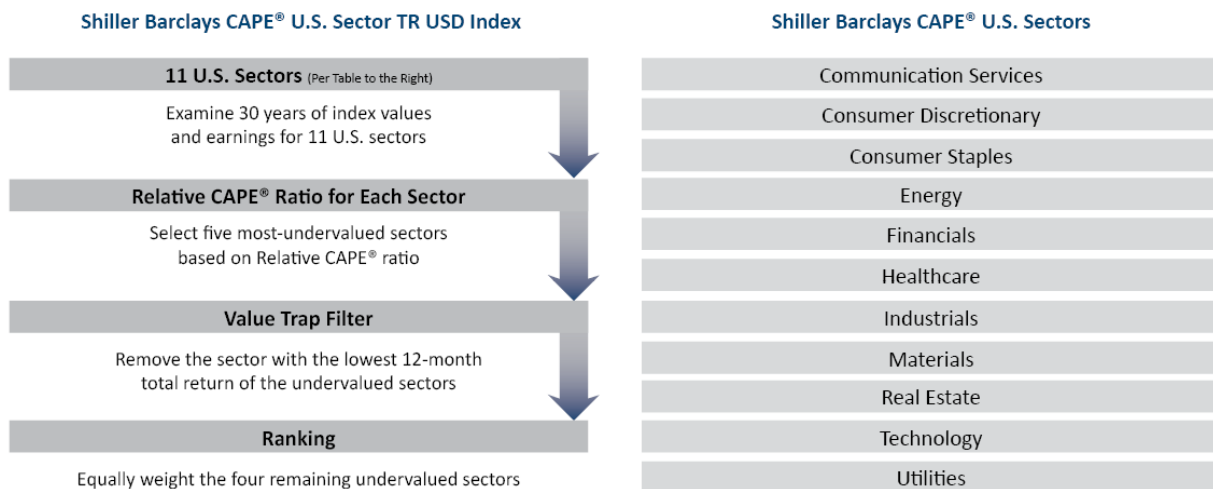 Shiller Barclays CAPE® U.S. Sector TR USD Index
11 U.S. Sectors (Per Table to the Right)
Examine 30 years of index values
and earnings for 11 U.S. sectors
Relative CAPE® Ratio for Each Sector
Select five most-undervalued sectors
based on Relative CAPE® ratio
Value Trap Filter
Remove the sector with the lowest 12-month
total return of the undervalued sectors
Ranking
Equally weight the four remaining undervalued sectors
Shiller Barclays CAPE® U.S. Sectors
Communication Services
Consumer Discretionary
Consumer Staples
Energy
Financials
Healthcare
Industrials
Materials
Real Estate
Technology
Utilities